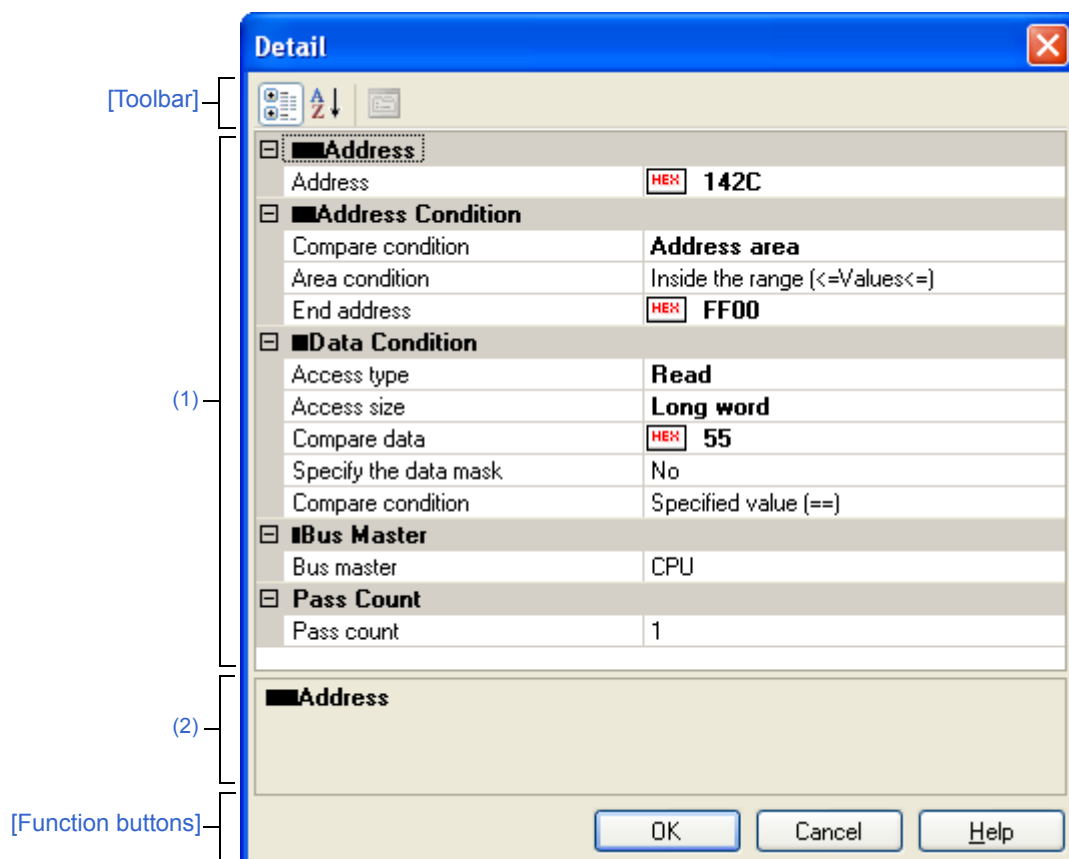 Detail
[Toolbar]
A
Z
Address
Address HEX 142C
Address Condition
Compare condition Address area
Area condition Inside the range (<=Values<=)
End address HEX FF00
Data Condition
Access type Read
(1)
Access size Long word
Compare data HEX 55
Specify the data mask No
Compare condition Specified value (==)
Bus Master
Bus master CPU
Pass Count
Pass count 1
Address
(2)
[Function buttons]
OK Cancel Help